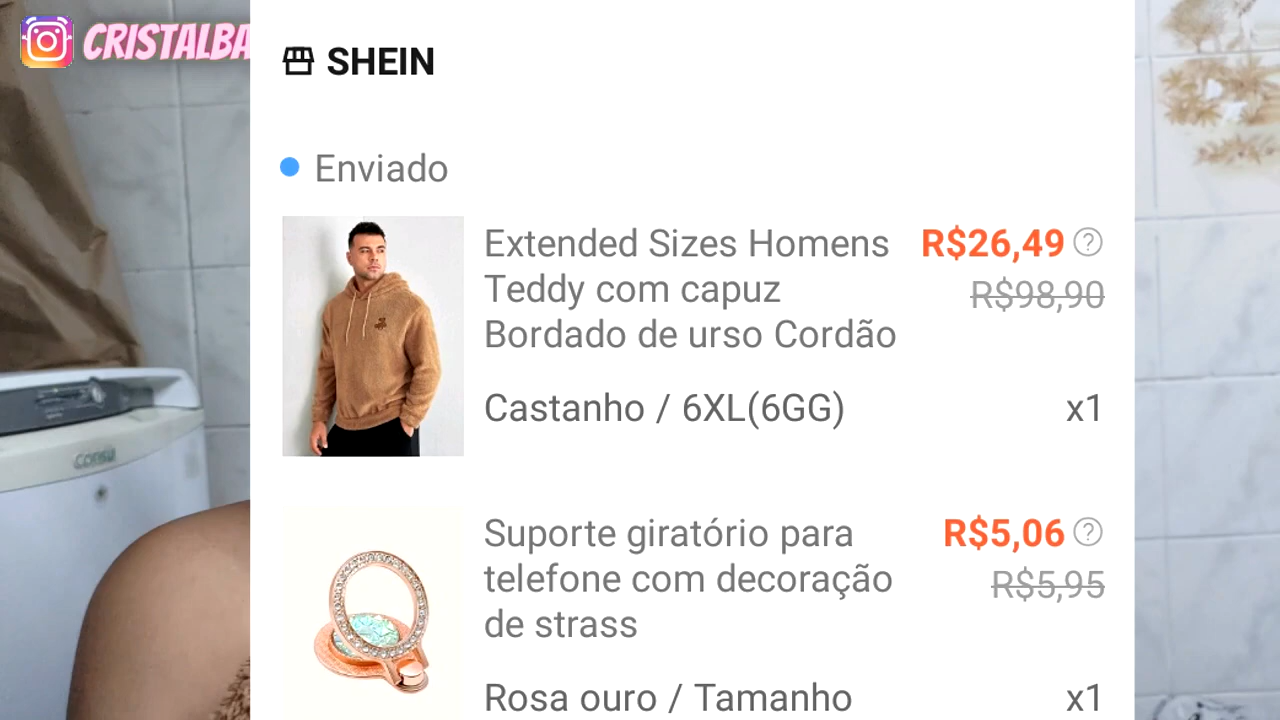 CRISTALBA
SHEIN
Enviado
Extended Sizes Homens
Teddy com capuz
Bordado de urso Cordão
R$26,49
R$98,90
Castanho / 6XL(6GG)
x1
Suporte giratório para
telefone com decoração
de strass
R$5,06
R$5,95
Rosa ouro / Tamanho
x1
CONSUL